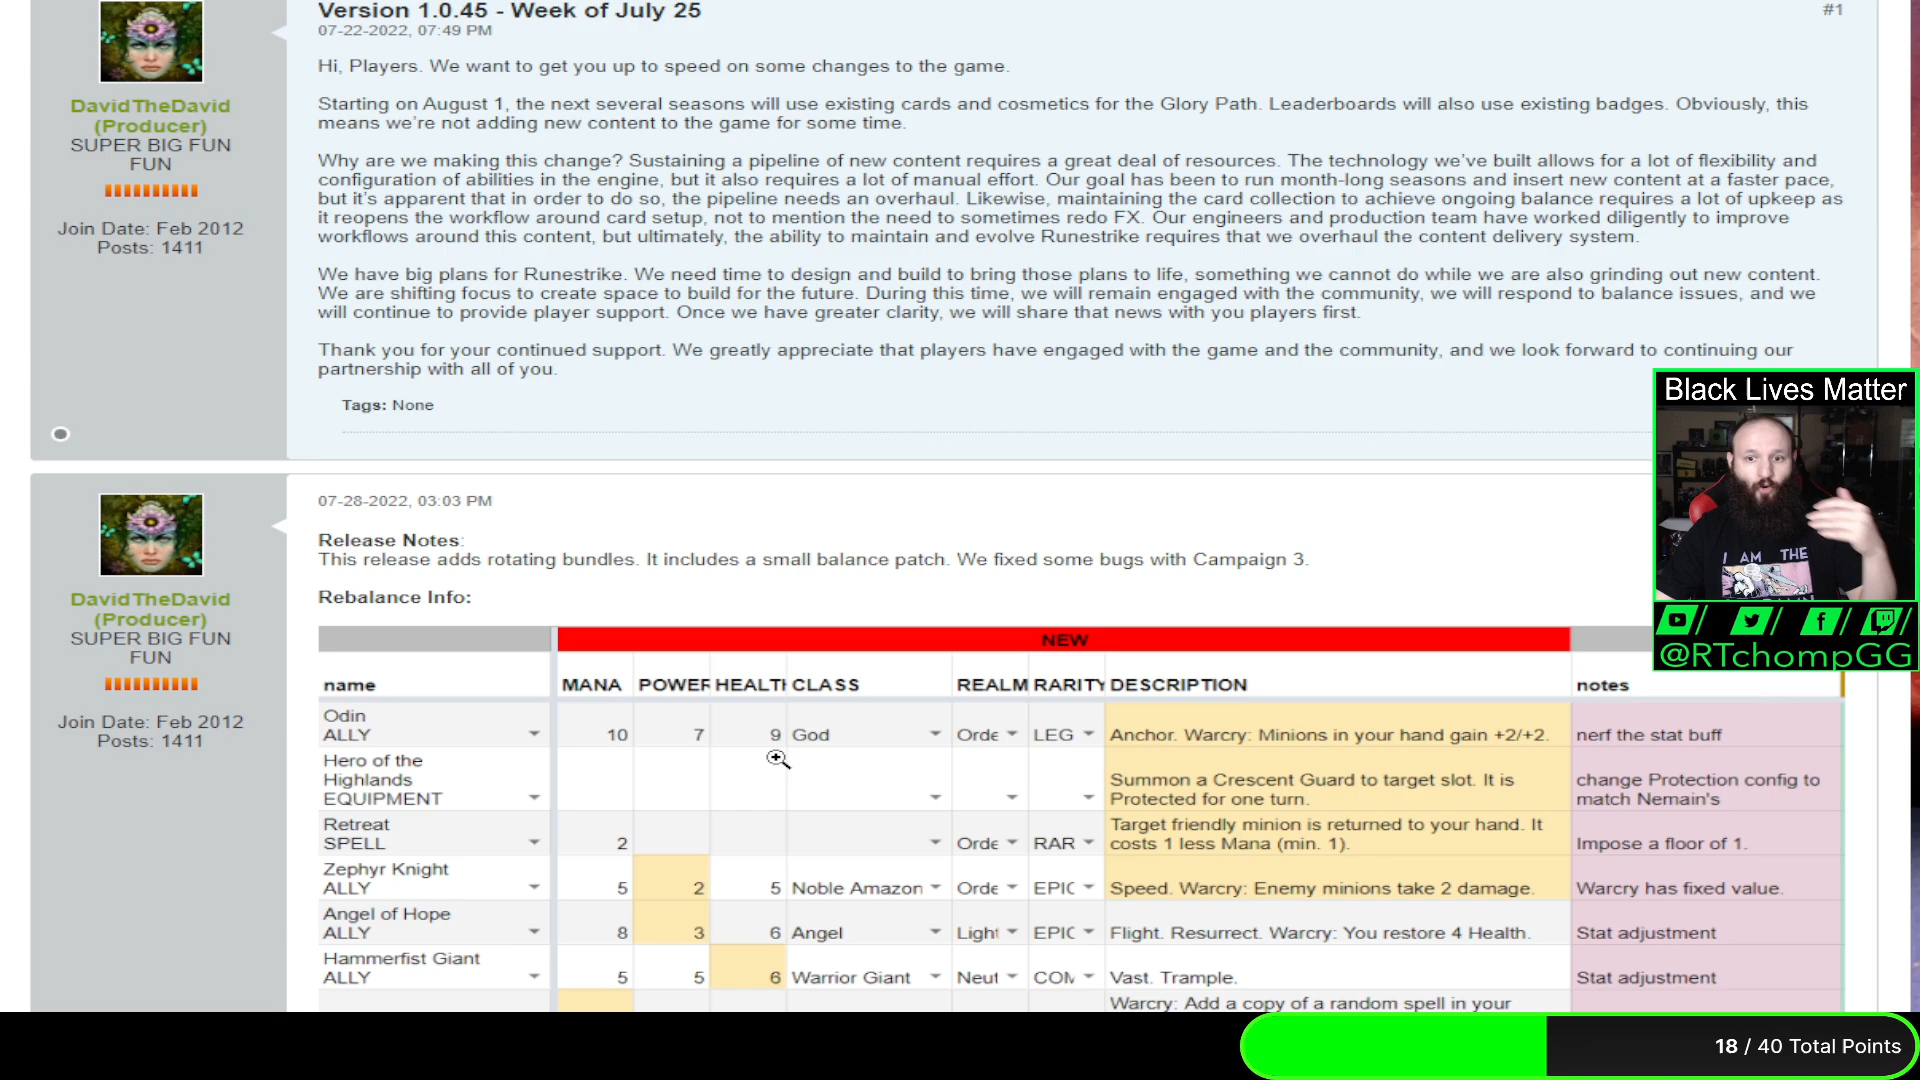 Version 1.0.45 - Week of July 25
#1
07-22-2022, 07:49 PM
DavidTheDavid
(Producer)
SUPER BIG FUN
FUN
Join Date: Feb 2012
Posts: 1411
Hi, Players. We want to get you up to speed on some changes to the game.
Starting on August 1, the next several seasons will use existing cards and cosmetics for the Glory Path. Leaderboards will also use existing badges. Obviously, this
means we're not adding new content to the game for some time.
Why are we making this change? Sustaining a pipeline of new content requires a great deal of resources. The technology we've built allows for a lot of flexibility and
configuration of abilities in the engine, but it also requires a lot of manual effort. Our goal has been to run month-long seasons and insert new content at a faster pace,
but it's apparent that in order to do so, the pipeline needs an overhaul. Likewise, maintaining the card collection to achieve ongoing balance requires a lot of upkeep as
it reopens the workflow around card setup, not to mention the need to sometimes redo FX. Our engineers and production team have worked diligently to improve
workflows around this content, but ultimately, the ability to maintain and evolve Runestrike requires that we overhaul the content delivery system.
We have big plans for Runestrike. We need time to design and build to bring those plans to life, something we cannot do while we are also grinding out new content.
We are shifting focus to create space to build for the future. During this time, we will remain engaged with the community, we will respond to balance issues, and we
will continue to provide player support. Once we have greater clarity, we will share that news with you players first.
Thank you for your continued support. We greatly appreciate that players have engaged with the game and the community, and we look forward to continuing our
partnership with all of you.
Tags: None
Black Lives Matter
I AM THE
@RTchompGG
DavidTheDavid
(Producer)
SUPER BIG FUN
FUN
Join Date: Feb 2012
Posts: 1411
07-28-2022, 03:03 PM
Release Notes:
This release adds rotating bundles. It includes a small balance patch. We fixed some bugs with Campaign 3.
Rebalance Info:
NEW
name MANA POWER HEALTH CLASS REALM RARITY DESCRIPTION notes
Odin
ALLY 10 7 9 God Orde LEG Anchor. Warcry: Minions in your hand gain +2/+2. nerf the stat buff
Hero of the
Highlands Summon a Crescent Guard to target slot. It is change Protection config to
EQUIPMENT Protected for one turn. match Nemain's
Retreat Target friendly minion is returned to your hand. It
SPELL 2 Orde RAR costs 1 less Mana (min. 1). Impose a floor of 1.
Zephyr Knight
ALLY 5 2 5 Noble Amazon Orde EPIC Speed. Warcry: Enemy minions take 2 damage. Warcry has fixed value.
Angel of Hope
ALLY 8 3 6 Angel Light EPIC Flight. Resurrect. Warcry: You restore 4 Health. Stat adjustment
Hammerfist Giant
ALLY 5 5 6 Warrior Giant Neut COM Vast. Trample. Stat adjustment
Warcry: Add a copy of a random spell in your
18 / 40 Total Points